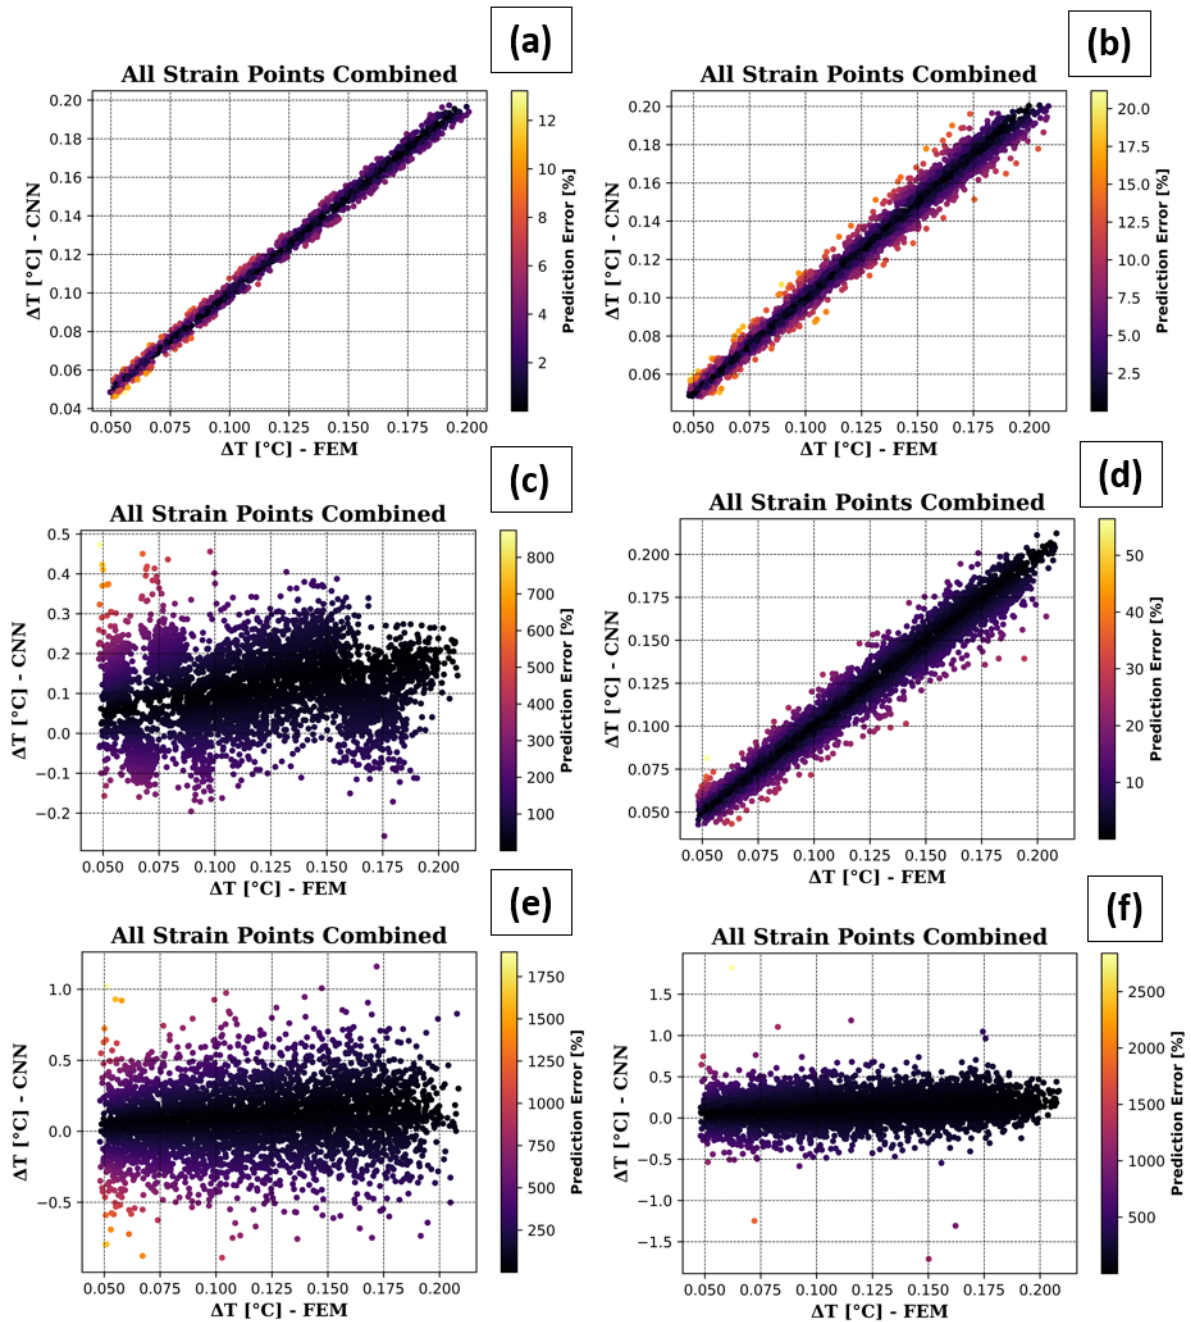 (a)
All Strain Points Combined
0.20
0.18
0.16
0.14
0.12
0.10
0.08
0.06
0.04
ΔT [°C] - CNN
0.050 0.075 0.100 0.125 0.150 0.175 0.200
ΔT [°C] - FEM
12
10
8
6
4
2
Prediction Error [%]
(b)
All Strain Points Combined
0.20
0.18
0.16
0.14
0.12
0.10
0.08
0.06
ΔT [°C] - CNN
0.050 0.075 0.100 0.125 0.150 0.175 0.200
ΔT [°C] - FEM
20.0
17.5
15.0
12.5
10.0
7.5
5.0
2.5
Prediction Error [%]
(c)
All Strain Points Combined
0.5
0.4
0.3
0.2
0.1
0.0
−0.1
−0.2
ΔT [°C] - CNN
0.050 0.075 0.100 0.125 0.150 0.175 0.200
ΔT [°C] - FEM
800
700
600
500
400
300
200
100
Prediction Error [%]
(d)
All Strain Points Combined
0.200
0.175
0.150
0.125
0.100
0.075
0.050
ΔT [°C] - CNN
0.050 0.075 0.100 0.125 0.150 0.175 0.200
ΔT [°C] - FEM
50
40
30
20
10
Prediction Error [%]
(e)
All Strain Points Combined
1.0
0.5
0.0
−0.5
ΔT [°C] - CNN
0.050 0.075 0.100 0.125 0.150 0.175 0.200
ΔT [°C] - FEM
1750
1500
1250
1000
750
500
250
Prediction Error [%]
(f)
All Strain Points Combined
1.5
1.0
0.5
0.0
−0.5
−1.0
−1.5
ΔT [°C] - CNN
0.050 0.075 0.100 0.125 0.150 0.175 0.200
ΔT [°C] - FEM
2500
2000
1500
1000
500
Prediction Error [%]